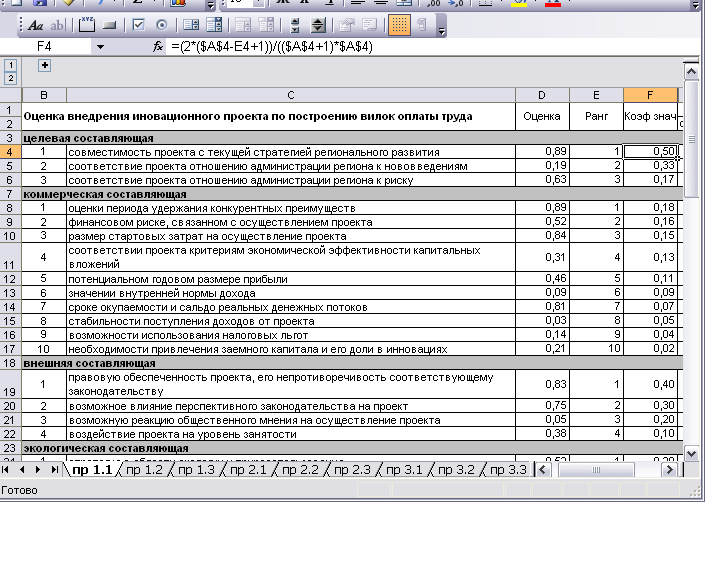 Aa ab|
F4 fx =(2*($A$4-E4+1))/(($A$4+1)*$A$4)
1
2
B C D E F
1 Оценка внедрения иновационного проекта по построению вилок оплаты труда Оценка Ранг Коэф знач
2
3 целевая составляющая
4 1 совместимость проекта с текущей стратегией регионального развития 0,89 1 0,50
5 2 соответствие проекта отношению администрации региона к нововведениям 0,19 2 0,33
6 3 соответствие проекта отношению администрации региона к риску 0,63 3 0,17
7 коммерческая составляющая
8 1 оценки периода удержания конкурентных преимуществ 0,89 1 0,18
9 2 финансовом риске, связанном с осуществлением проекта 0,52 2 0,16
10 3 размер стартовых затрат на осуществление проекта 0,84 3 0,15
11 4 соответствии проекта критериям экономической эффективности капитальных
вложений 0,31 4 0,13
12 5 потенциальном годовом размере прибыли 0,46 5 0,11
13 6 значении внутренней нормы дохода 0,09 6 0,09
14 7 сроке окупаемости и сальдо реальных денежных потоков 0,81 7 0,07
15 8 стабильности поступления доходов от проекта 0,03 8 0,05
16 9 возможности использования налоговых льгот 0,14 9 0,04
17 10 необходимости привлечения заемного капитала и его доли в инновациях 0,21 10 0,02
18 внешняя составляющая
19 1 правовую обеспеченность проекта, его непротиворечивость соответствующему
законодательству 0,83 1 0,40
20 2 возможное влияние перспективного законодательства на проект 0,75 2 0,30
21 3 возможную реакцию общественного мнения на осуществление проекта 0,05 3 0,20
22 4 воздействие проекта на уровень занятости 0,38 4 0,10
23 экологическая составляющая
пр 1.1 пр 1.2 пр 1.3 пр 2.1 пр 2.2 пр 2.3 пр 3.1 пр 3.2 пр 3.3
Готово